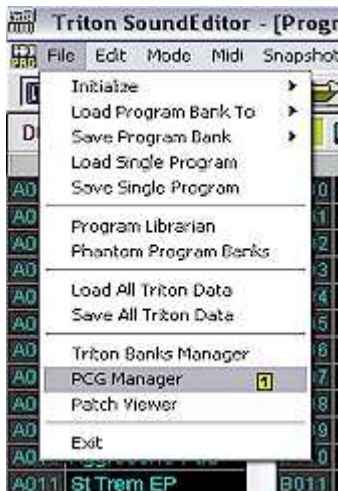 Triton SoundEditor - [Progr
File Edit Mode Midi Snapshot
Initialize
Load Program Bank To
Save Program Bank
Load Single Program
Save Single Program
Program Librarian
Phantom Program Banks
Load All Triton Data
Save All Triton Data
Triton Banks Manager
PCG Manager 1
Patch Viewer
Exit
A011 St Trem EP B011